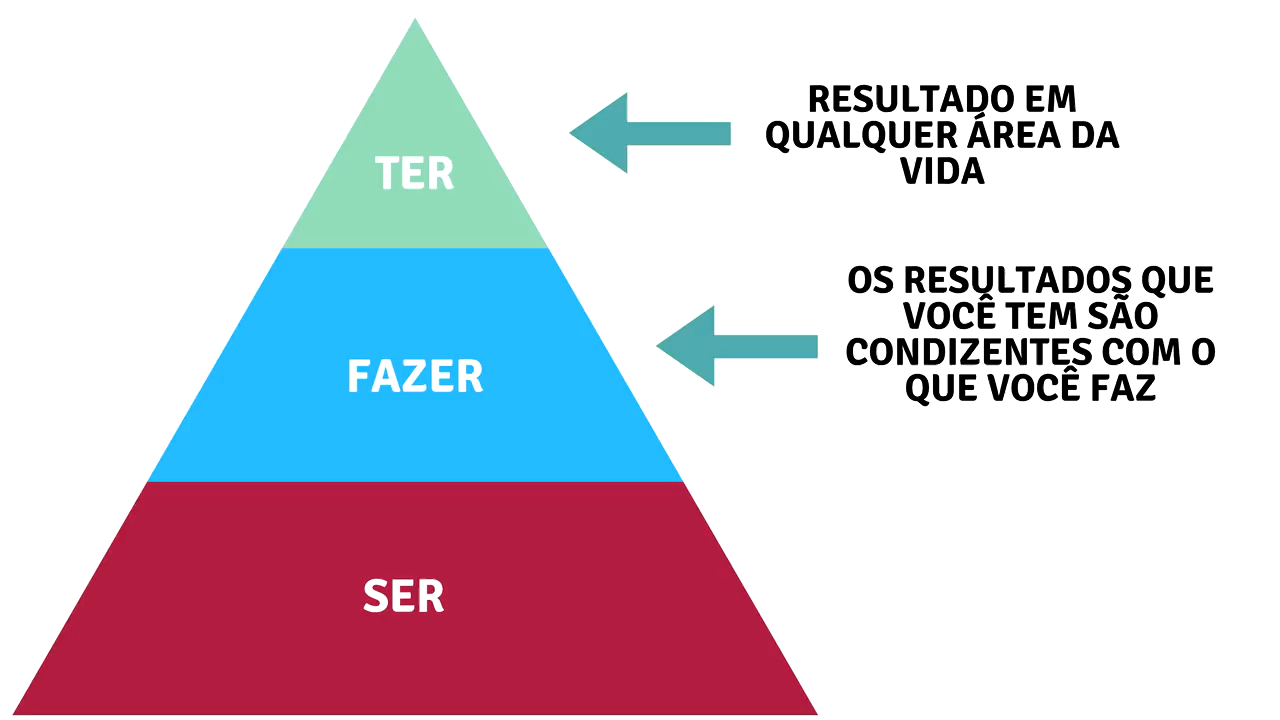 TER
RESULTADO EM
QUALQUER ÁREA DA
VIDA
FAZER
OS RESULTADOS QUE
VOCÊ TEM SÃO
CONDIZENTES COM O
QUE VOCÊ FAZ
SER